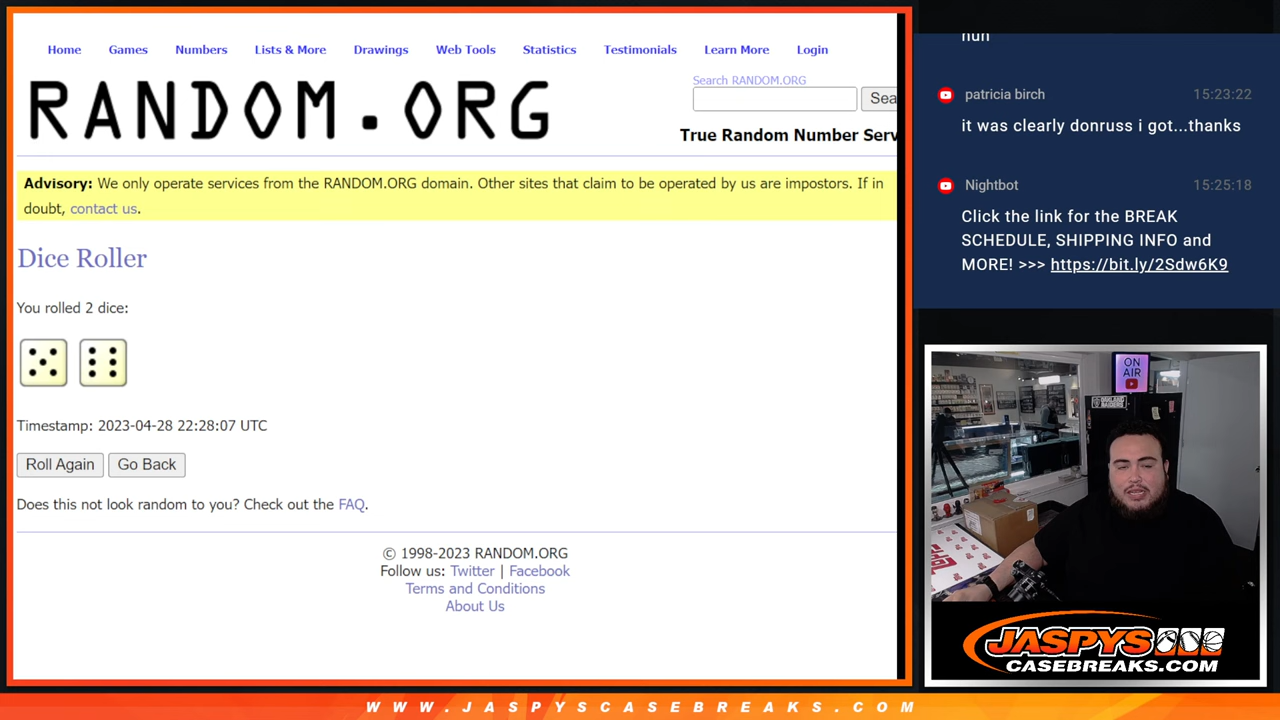 Home Games Numbers Lists & More Drawings Web Tools Statistics Testimonials Learn More Login
RANDOM.ORG
Search RANDOM.ORG
Sea
True Random Number Serv
Advisory: We only operate services from the RANDOM.ORG domain. Other sites that claim to be operated by us are impostors. If in
doubt, contact us.
Dice Roller
You rolled 2 dice:
Timestamp: 2023-04-28 22:28:07 UTC
Roll Again Go Back
Does this not look random to you? Check out the FAQ.
© 1998-2023 RANDOM.ORG
Follow us: Twitter | Facebook
Terms and Conditions
About Us
patricia birch 15:23:22
it was clearly donruss i got...thanks
Nightbot 15:25:18
Click the link for the BREAK
SCHEDULE, SHIPPING INFO and
MORE! >>> https://bit.ly/2Sdw6K9
ON
AIR
JASPYS
CASEBREAKS.COM
WWW.JASPYSCASEBREAKS.COM